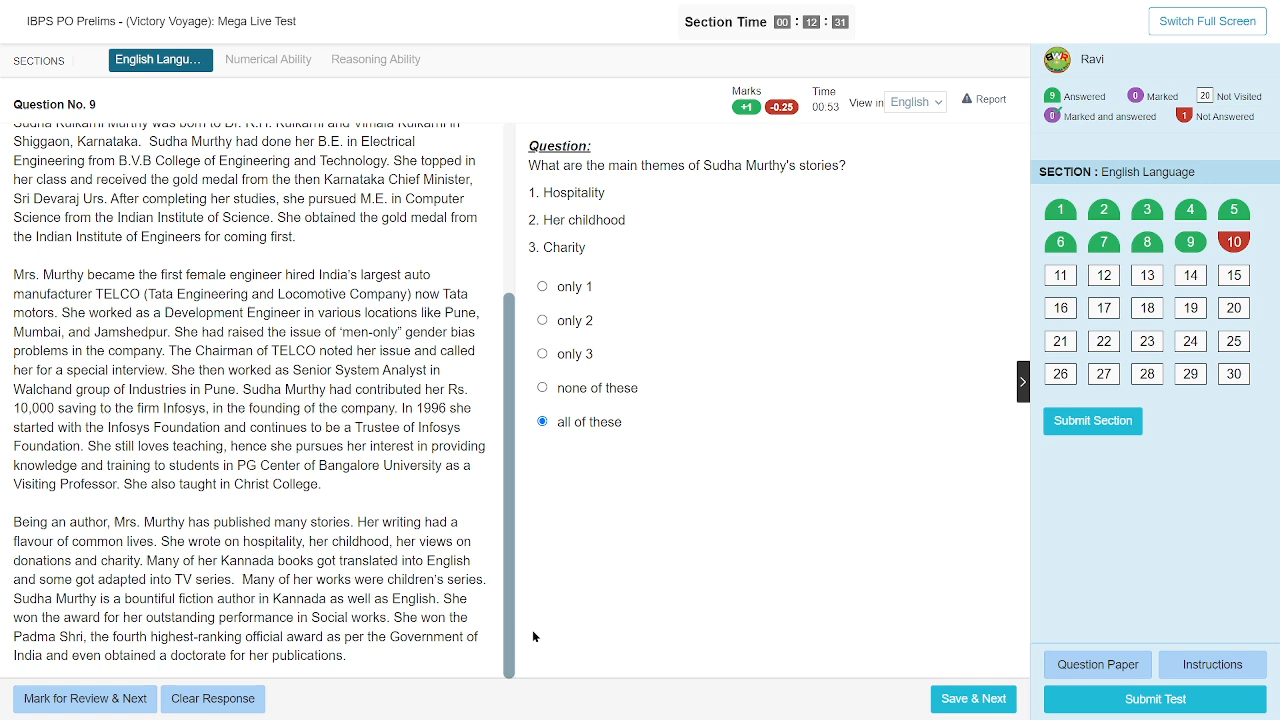 IBPS PO Prelims - (Victory Voyage): Mega Live Test
Section Time 00 : 12 : 31
Switch Full Screen
SECTIONS
English Langu...
Numerical Ability
Reasoning Ability
Ravi
9 Answered
0 Marked
20 Not Visited
0 Marked and answered
1 Not Answered
Question No. 9
Marks
+1 -0.25
Time
00.53
View in English
Report
Shiggaon, Karnataka. Sudha Murthy had done her B.E. in Electrical
Engineering from B.V.B College of Engineering and Technology. She topped in
her class and received the gold medal from the then Karnataka Chief Minister,
Sri Devaraj Urs. After completing her studies, she pursued M.E. in Computer
Science from the Indian Institute of Science. She obtained the gold medal from
the Indian Institute of Engineers for coming first.
Mrs. Murthy became the first female engineer hired India's largest auto
manufacturer TELCO (Tata Engineering and Locomotive Company) now Tata
motors. She worked as a Development Engineer in various locations like Pune,
Mumbai, and Jamshedpur. She had raised the issue of 'men-only" gender bias
problems in the company. The Chairman of TELCO noted her issue and called
her for a special interview. She then worked as Senior System Analyst in
Walchand group of Industries in Pune. Sudha Murthy had contributed her Rs.
10,000 saving to the firm Infosys, in the founding of the company. In 1996 she
started with the Infosys Foundation and continues to be a Trustee of Infosys
Foundation. She still loves teaching, hence she pursues her interest in providing
knowledge and training to students in PG Center of Bangalore University as a
Visiting Professor. She also taught in Christ College.
Being an author, Mrs. Murthy has published many stories. Her writing had a
flavour of common lives. She wrote on hospitality, her childhood, her views on
donations and charity. Many of her Kannada books got translated into English
and some got adapted into TV series. Many of her works were children's series.
Sudha Murthy is a bountiful fiction author in Kannada as well as English. She
won the award for her outstanding performance in Social works. She won the
Padma Shri, the fourth highest-ranking official award as per the Government of
India and even obtained a doctorate for her publications.
Question:
What are the main themes of Sudha Murthy's stories?
1. Hospitality
2. Her childhood
3. Charity
only 1
only 2
only 3
none of these
all of these
SECTION : English Language
1 2 3 4 5
6 7 8 9 10
11 12 13 14 15
16 17 18 19 20
21 22 23 24 25
26 27 28 29 30
Submit Section
Question Paper
Instructions
Mark for Review & Next
Clear Response
Save & Next
Submit Test